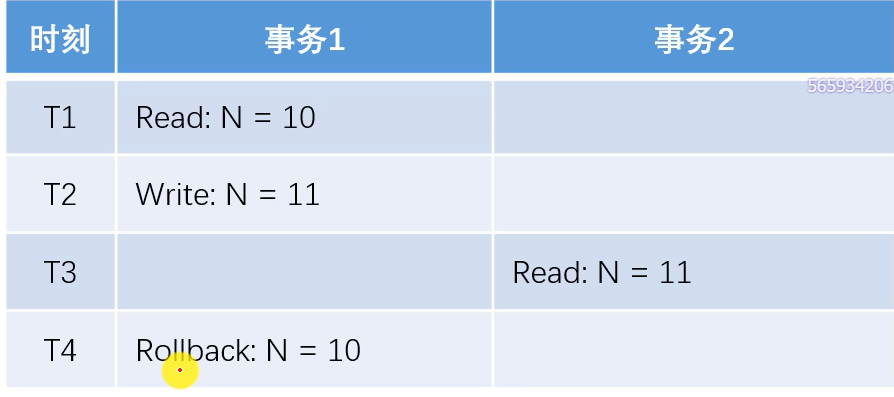 时刻 事务1 事务2
565934206
T1 Read: N = 10
T2 Write: N = 11
T3 Read: N = 11
T4 Rollback: N = 10